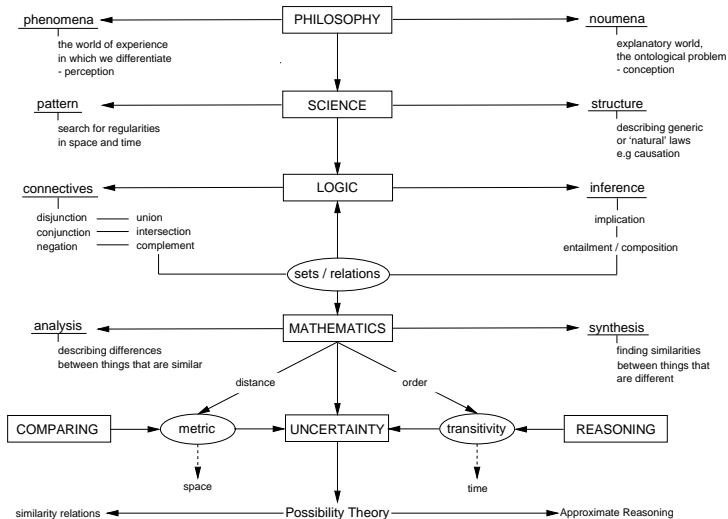 phenomena
PHILOSOPHY
noumena
the world of experience
in which we differentiate
- perception
explanatory world,
the ontological problem
- conception
pattern
SCIENCE
structure
search for regularities
in space and time
describing generic
or ‘natural’ laws
e.g causation
connectives
LOGIC
inference
disjunction union
conjunction intersection
negation complement
implication
entailment / composition
sets / relations
analysis
MATHEMATICS
synthesis
describing differences
between things that are similar
finding similarities
between things that
are different
distance
order
COMPARING
metric
UNCERTAINTY
transitivity
REASONING
space
time
similarity relations
Possibility Theory
Approximate Reasoning